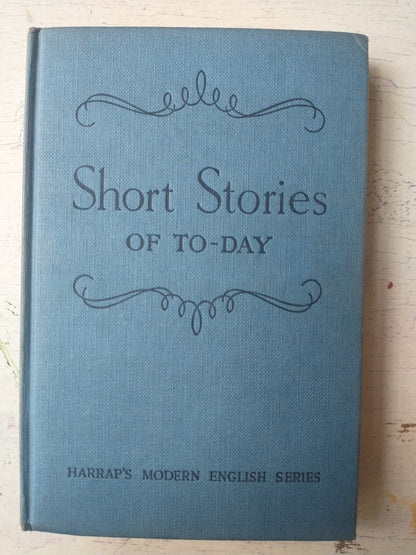 Short Stories
OF TO-DAY
HARRAP'S MODERN ENGLISH SERIES